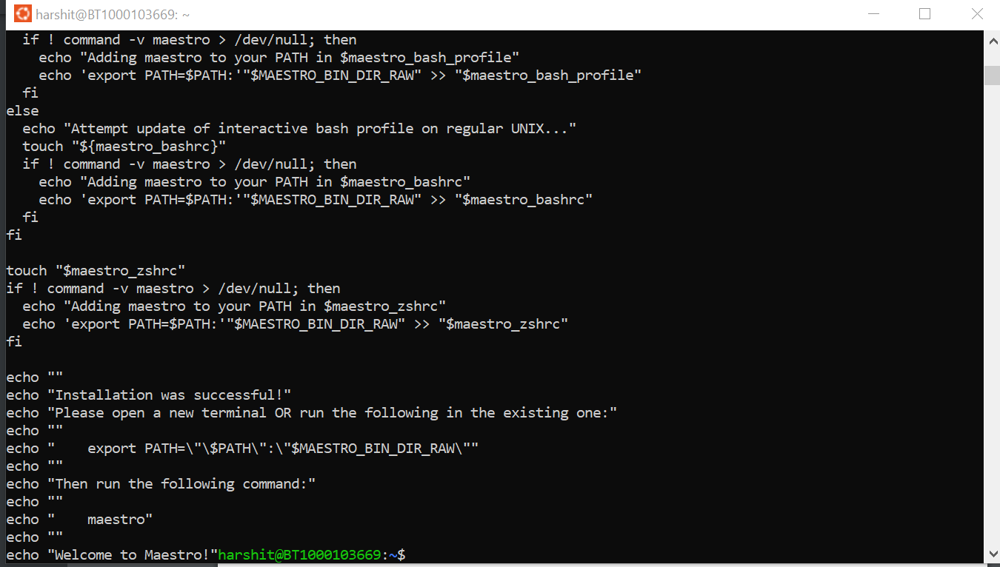 harshit@BT1000103669: ~
  if ! command -v maestro > /dev/null; then
    echo "Adding maestro to your PATH in $maestro_bash_profile"
    echo 'export PATH=$PATH:'"$MAESTRO_BIN_DIR_RAW" >> "$maestro_bash_profile"
  fi
else
  echo "Attempt update of interactive bash profile on regular UNIX..."
  touch "${maestro_bashrc}"
  if ! command -v maestro > /dev/null; then
    echo "Adding maestro to your PATH in $maestro_bashrc"
    echo 'export PATH=$PATH:'"$MAESTRO_BIN_DIR_RAW" >> "$maestro_bashrc"
  fi
fi

touch "$maestro_zshrc"
if ! command -v maestro > /dev/null; then
  echo "Adding maestro to your PATH in $maestro_zshrc"
  echo 'export PATH=$PATH:'"$MAESTRO_BIN_DIR_RAW" >> "$maestro_zshrc"
fi

echo ""
echo "Installation was successful!"
echo "Please open a new terminal OR run the following in the existing one:"
echo ""
echo "    export PATH=\"\$PATH\":\"$MAESTRO_BIN_DIR_RAW\""
echo ""
echo "Then run the following command:"
echo ""
echo "    maestro"
echo ""
echo "Welcome to Maestro!"harshit@BT1000103669:~$